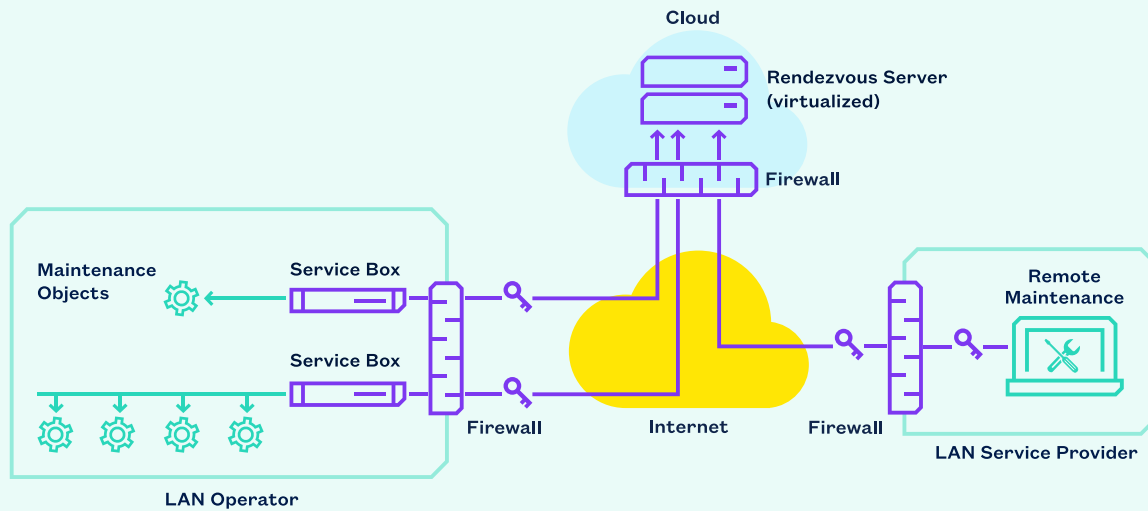 Cloud
Rendezvous Server
(virtualized)
Firewall
Maintenance
Objects
Service Box
Service Box
Firewall
LAN Operator
Internet
Firewall
Remote
Maintenance
LAN Service Provider